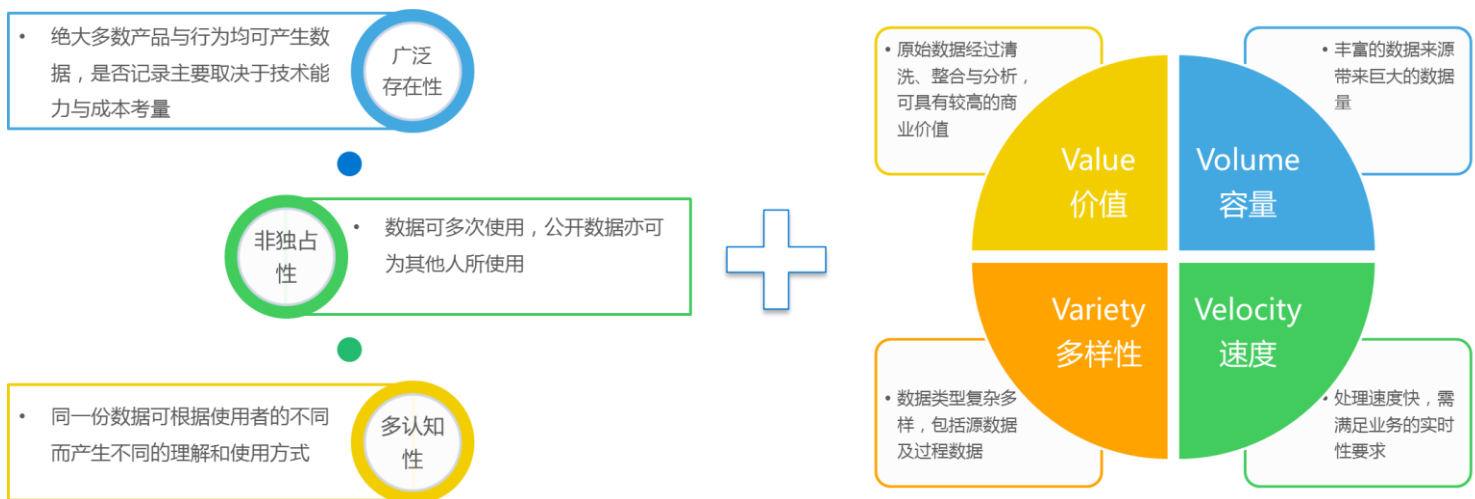 • 绝大多数产品与行为均可产生数
据，是否记录主要取决于技术能
力与成本考量
广泛
存在性
非独占
性
• 数据可多次使用，公开数据亦可
为其他人所使用
• 同一份数据可根据使用者的不同
而产生不同的理解和使用方式
多认知
性
• 原始数据经过清
洗、整合与分析，
可具有较高的商
业价值
• 丰富的数据来源
带来巨大的数据
量
Value
价值
Volume
容量
Variety
多样性
Velocity
速度
• 数据类型复杂多
样，包括源数据
及过程数据
• 处理速度快，需
满足业务的实时
性要求